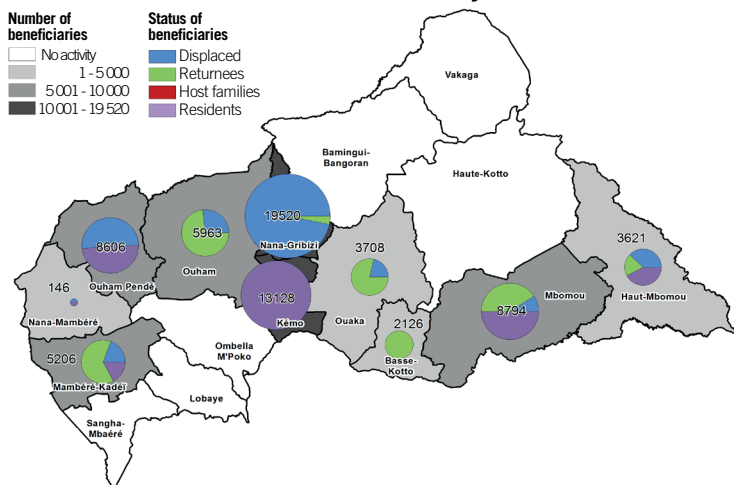 Number of
beneficiaries
No activity
1 - 5 000
5 001 - 10 000
10 001 - 19 520
Status of
beneficiaries
Displaced
Returnees
Host families
Residents
Vakaga
Bamingui-
Bangoran
Haute-Kotto
19520
Nana-Gribizi
5963
Ouham
8606
Ouham Pendé
3708
Ouaka
3621
Haut-Mbomou
146
Nana-Mambéré
13128
Kémo
Mbomou
8794
2126
Basse-
Kotto
5206
Mambéré-Kadéï
Ombella
M'Poko
Lobaye
Sangha-
Mbaéré